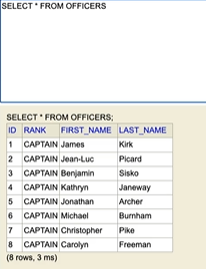 SELECT * FROM OFFICERS
SELECT * FROM OFFICERS;
ID RANK FIRST_NAME LAST_NAME
1 CAPTAIN James Kirk
2 CAPTAIN Jean-Luc Picard
3 CAPTAIN Benjamin Sisko
4 CAPTAIN Kathryn Janeway
5 CAPTAIN Jonathan Archer
6 CAPTAIN Michael Burnham
7 CAPTAIN Christopher Pike
8 CAPTAIN Carolyn Freeman
(8 rows, 3 ms)